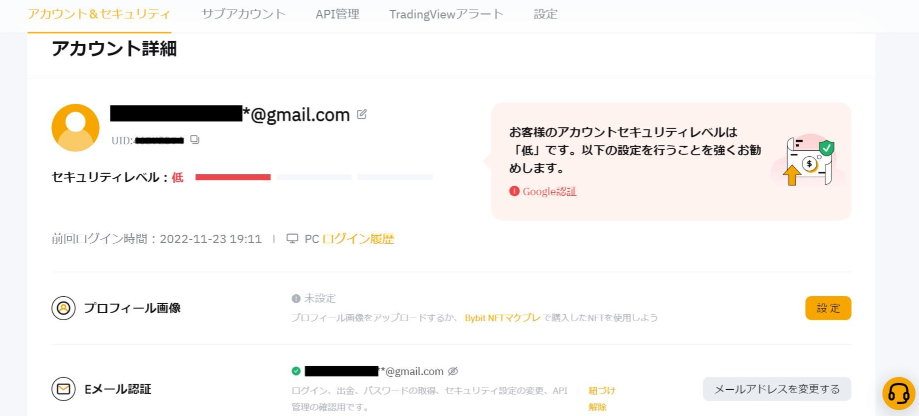 アカウント&セキュリティ サブアカウント API管理 TradingViewアラート 設定
アカウント詳細
*@gmail.com
UID:
セキュリティレベル：低
お客様のアカウントセキュリティレベルは
「低」です。以下の設定を行うことを強くお勧
めします。
Google認証
前回ログイン時間：2022-11-23 19:11 | PC ログイン履歴
プロフィール画像
未設定
プロフィール画像をアップロードするか、Bybit NFTマケプレ で購入したNFTを使用しよう
設定
Eメール認証
*@gmail.com
ログイン、出金、パスワードの取得、セキュリティ設定の変更、API
管理の確認用です。
紐づけ
解除
メールアドレスを変更する